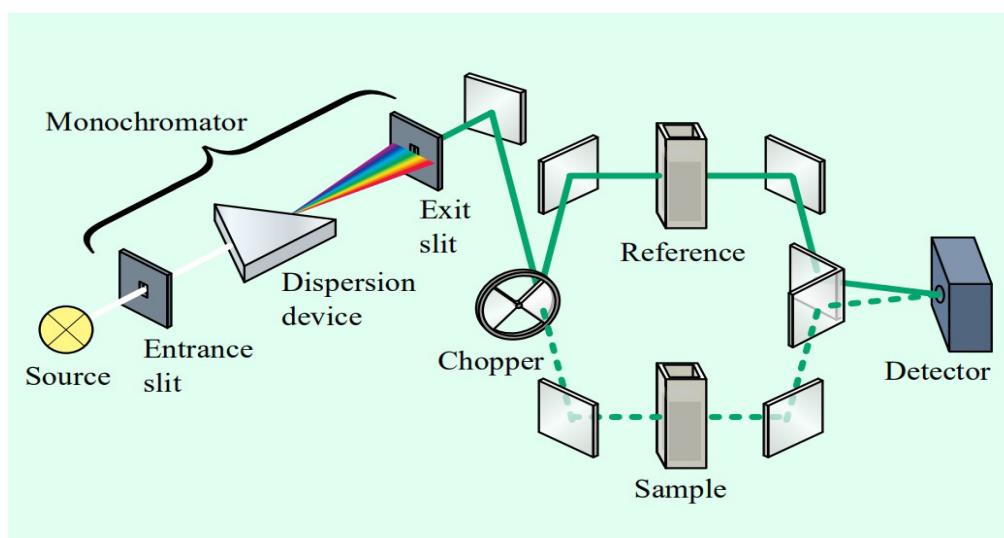 Monochromator
Exit
slit
Reference
Dispersion
device
Entrance
slit
Source
Chopper
Detector
Sample